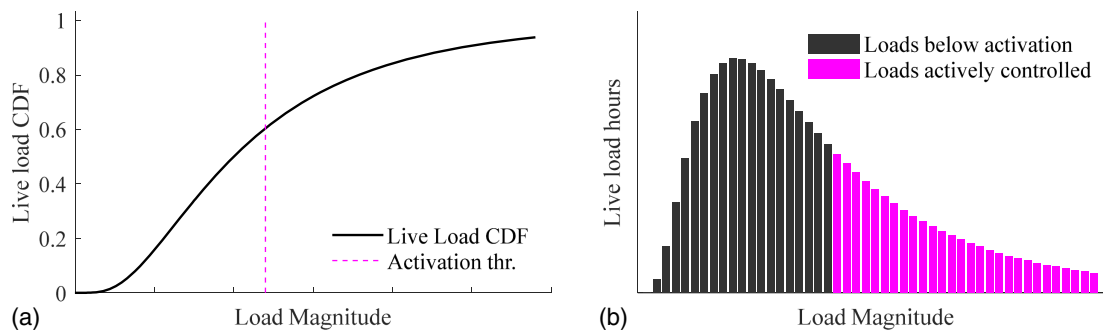 1
0.8
0.6
0.4
0.2
0
Live load CDF
Live Load CDF
Activation thr.
Load Magnitude
(a)
Live load hours
Loads below activation
Loads actively controlled
Load Magnitude
(b)